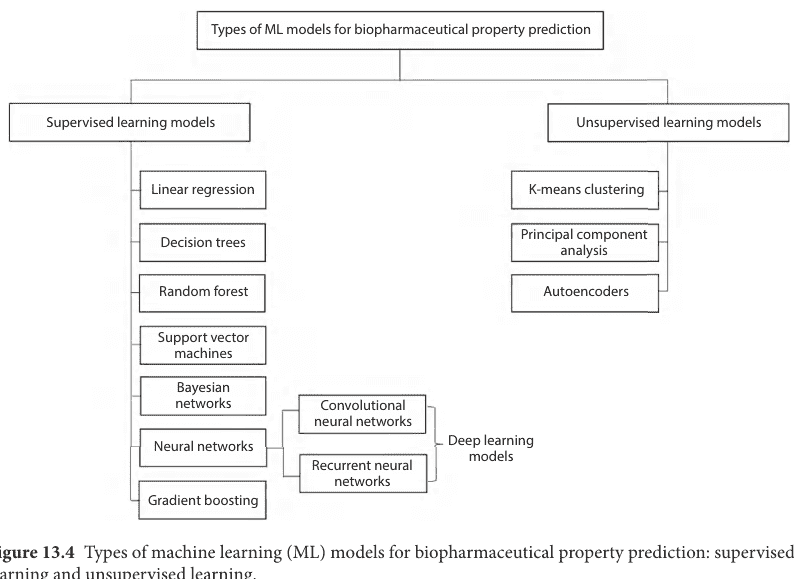 Types of ML models for biopharmaceutical property prediction
Supervised learning models
Unsupervised learning models
Linear regression
Decision trees
Random forest
Support vector
machines
Bayesian
networks
Neural networks
Gradient boosting
Convolutional
neural networks
Recurrent neural
networks
Deep learning
models
K-means clustering
Principal component
analysis
Autoencoders
igure 13.4 Types of machine learning (ML) models for biopharmaceutical property prediction: supervised
arning and unsupervised learning.